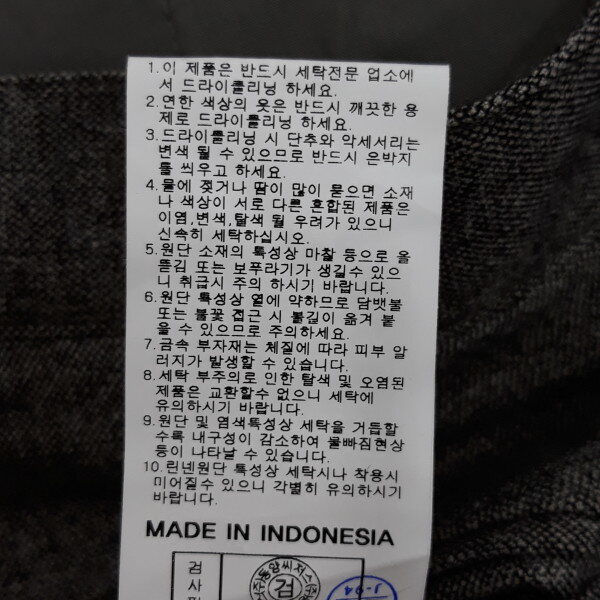 1.이 제품은 반드시 세탁전문 업소에
서 드라이클리닝 하세요.
2.연한 색상의 옷은 반드시 깨끗한 용
제로 드라이클리닝 하세요.
3.드라이클리닝 시 단추와 악세서리는
변색 될 수 있으므로 반드시 은박지
를 씌우고 하세요.
4.물에 젖거나 땀이 많이 묻으면 소재
나 색상이 서로 다른 혼합된 제품은
이염,변색,탈색 될 우려가 있으니
신속히 세탁하십시오.
5.원단 소재의 특성상 마찰 등으로 올
뜯김 또는 보푸라기가 생길수 있으
니 취급시 주의 하시기 바랍니다.
6.원단 특성상 열에 약하므로 담뱃불
또는 불꽃 접근 시 불길이 옮겨 붙
을 수 있으므로 주의하세요.
7.금속 부자재는 체질에 따라 피부 알
러지가 발생할 수 있습니다.
8.세탁 부주의로 인한 탈색 및 오염된
제품은 교환할수 없으니 세탁에
유의하시기 바랍니다.
9.원단 및 염색특성상 세탁을 거듭할
수록 내구성이 감소하여 물빠짐현상
등이 나타날 수 있습니다.
10.린넨원단 특성상 세탁시나 착용시
미어질수 있으니 각별히 유의하시기
바랍니다.
MADE IN INDONESIA
검
사
(주)동양씨저스
검
J-94